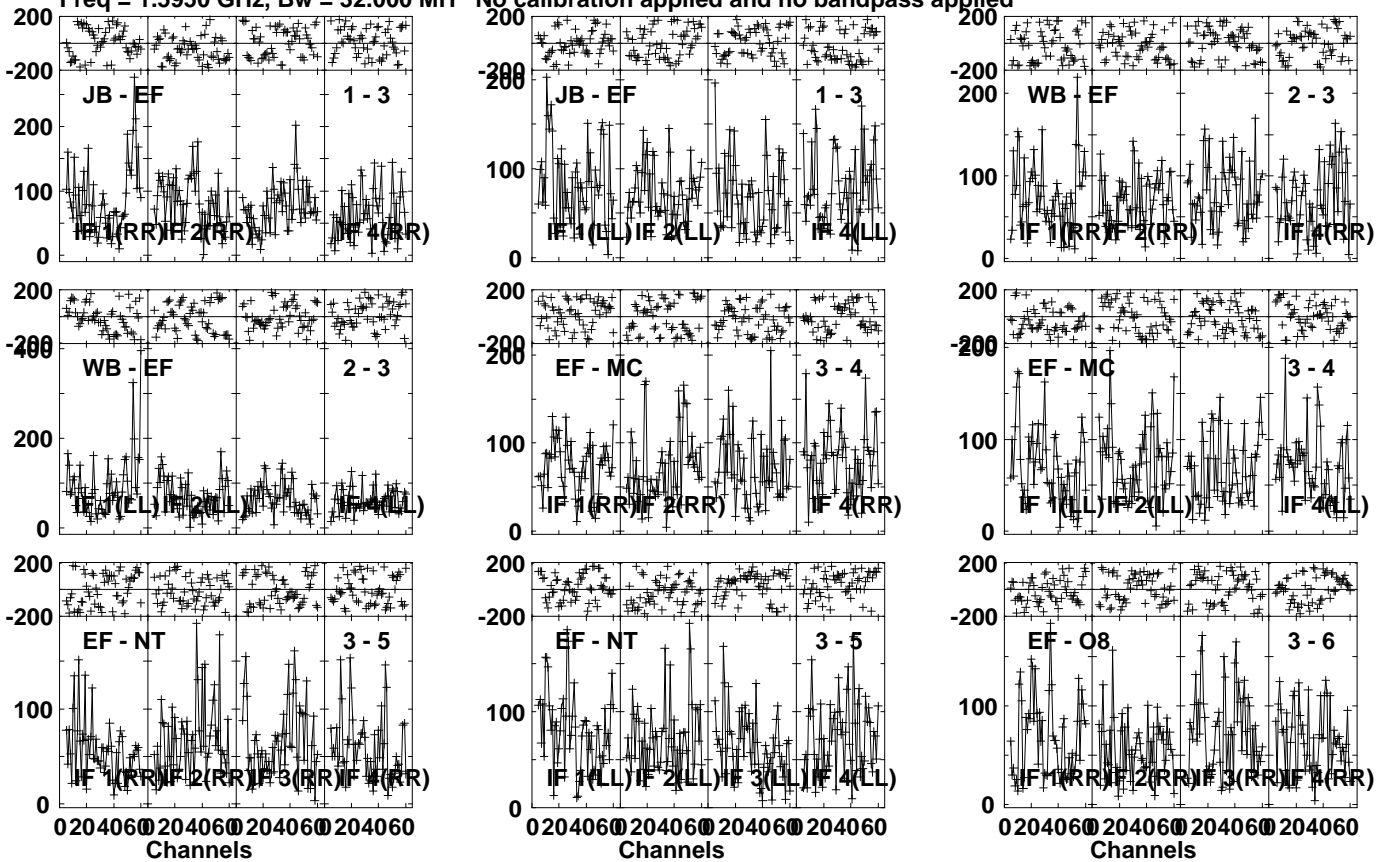 Freq = 1.5950 GHz, Bw = 32.000 MH No calibration applied and no bandpass applied
200 200 200
-200 -200 -200
200
JB - EF 1 - 3 JB - EF 1 - 3 WB - EF 2 - 3
200 200
100 100 100
IF 1(RR) IF 2(RR) IF 4(RR) IF 1(LL) IF 2(LL) IF 4(LL) IF 1(RR) IF 2(RR) IF 4(RR)
0 0 0
200 200 200
-200 -200 -200
400 200 200
WB - EF 2 - 3 EF - MC 3 - 4 EF - MC 3 - 4
200 100 100
IF 1(LL) IF 2(LL) IF 4(LL) IF 1(RR) IF 2(RR) IF 4(RR) IF 1(LL) IF 2(LL) IF 4(LL)
0 0 0
200 200 200
-200 -200 -200
EF - NT 3 - 5 EF - NT 3 - 5 EF - O8 3 - 6
100 100 100
IF 1(RR) IF 2(RR) IF 3(RR) IF 4(RR) IF 1(LL) IF 2(LL) IF 3(LL) IF 4(LL) IF 1(RR) IF 2(RR) IF 3(RR) IF 4(RR)
0 0 0
0 20 40 60 0 20 40 60 0 20 40 60 0 20 40 60 0 20 40 60 0 20 40 60 0 20 40 60 0 20 40 60 0 20 40 60 0 20 40 60 0 20 40 60 0 20 40 60
Channels Channels Channels